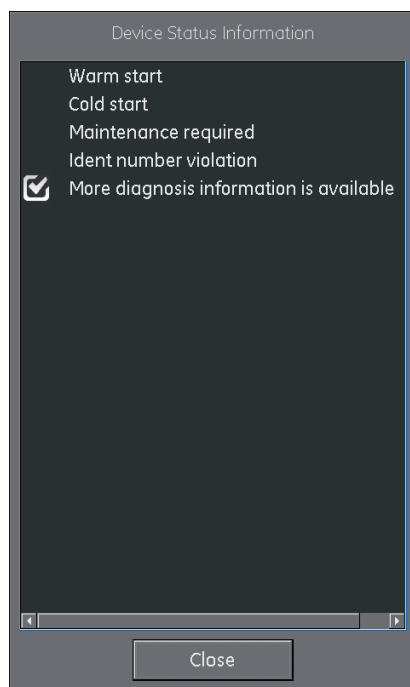 Device Status Information
Warm start
Cold start
Maintenance required
Ident number violation
More diagnosis information is available
Close